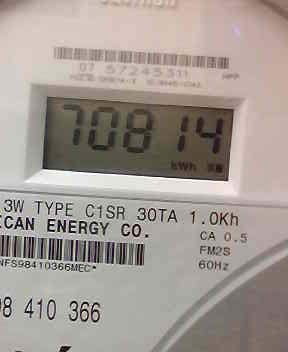 07 57245311
70814
kWh
3W TYPE C1SR 30TA 1.0Kh
ICAN ENERGY CO.
CA 0.5
FM2S
NFS98410366MEC*
60Hz
98 410 366